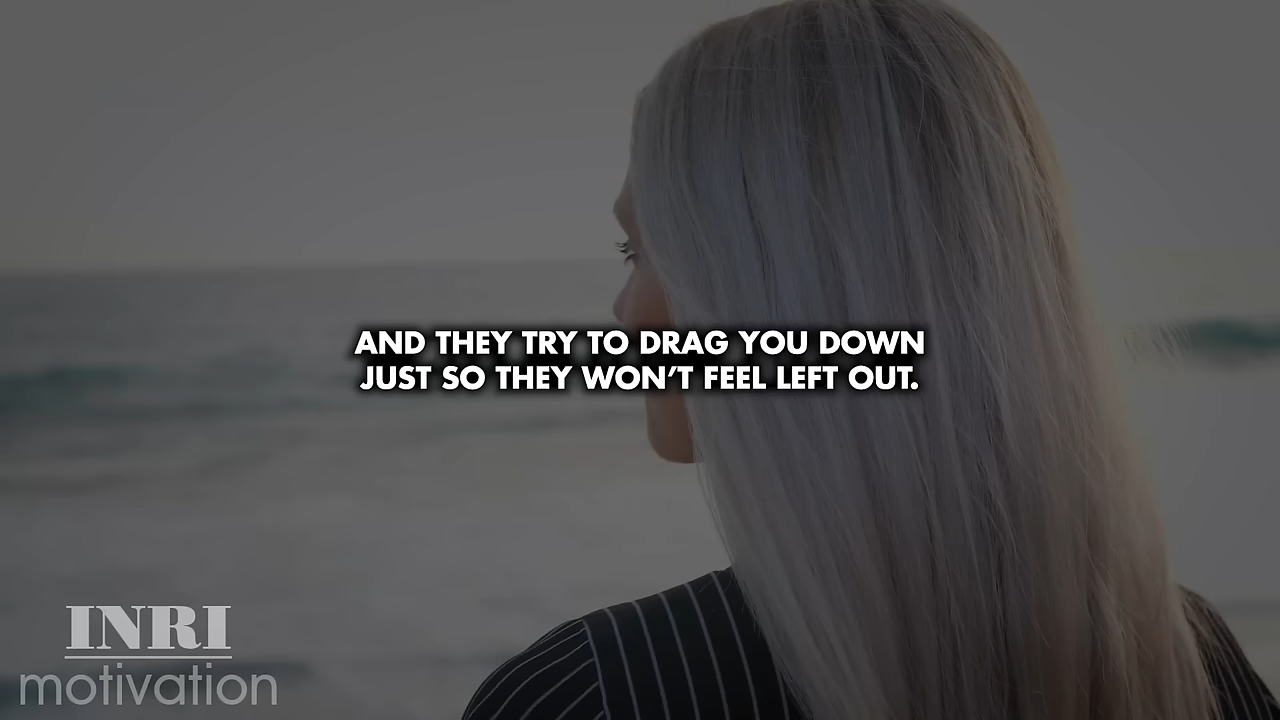 AND THEY TRY TO DRAG YOU DOWN
JUST SO THEY WON'T FEEL LEFT OUT.
INRI
motivation